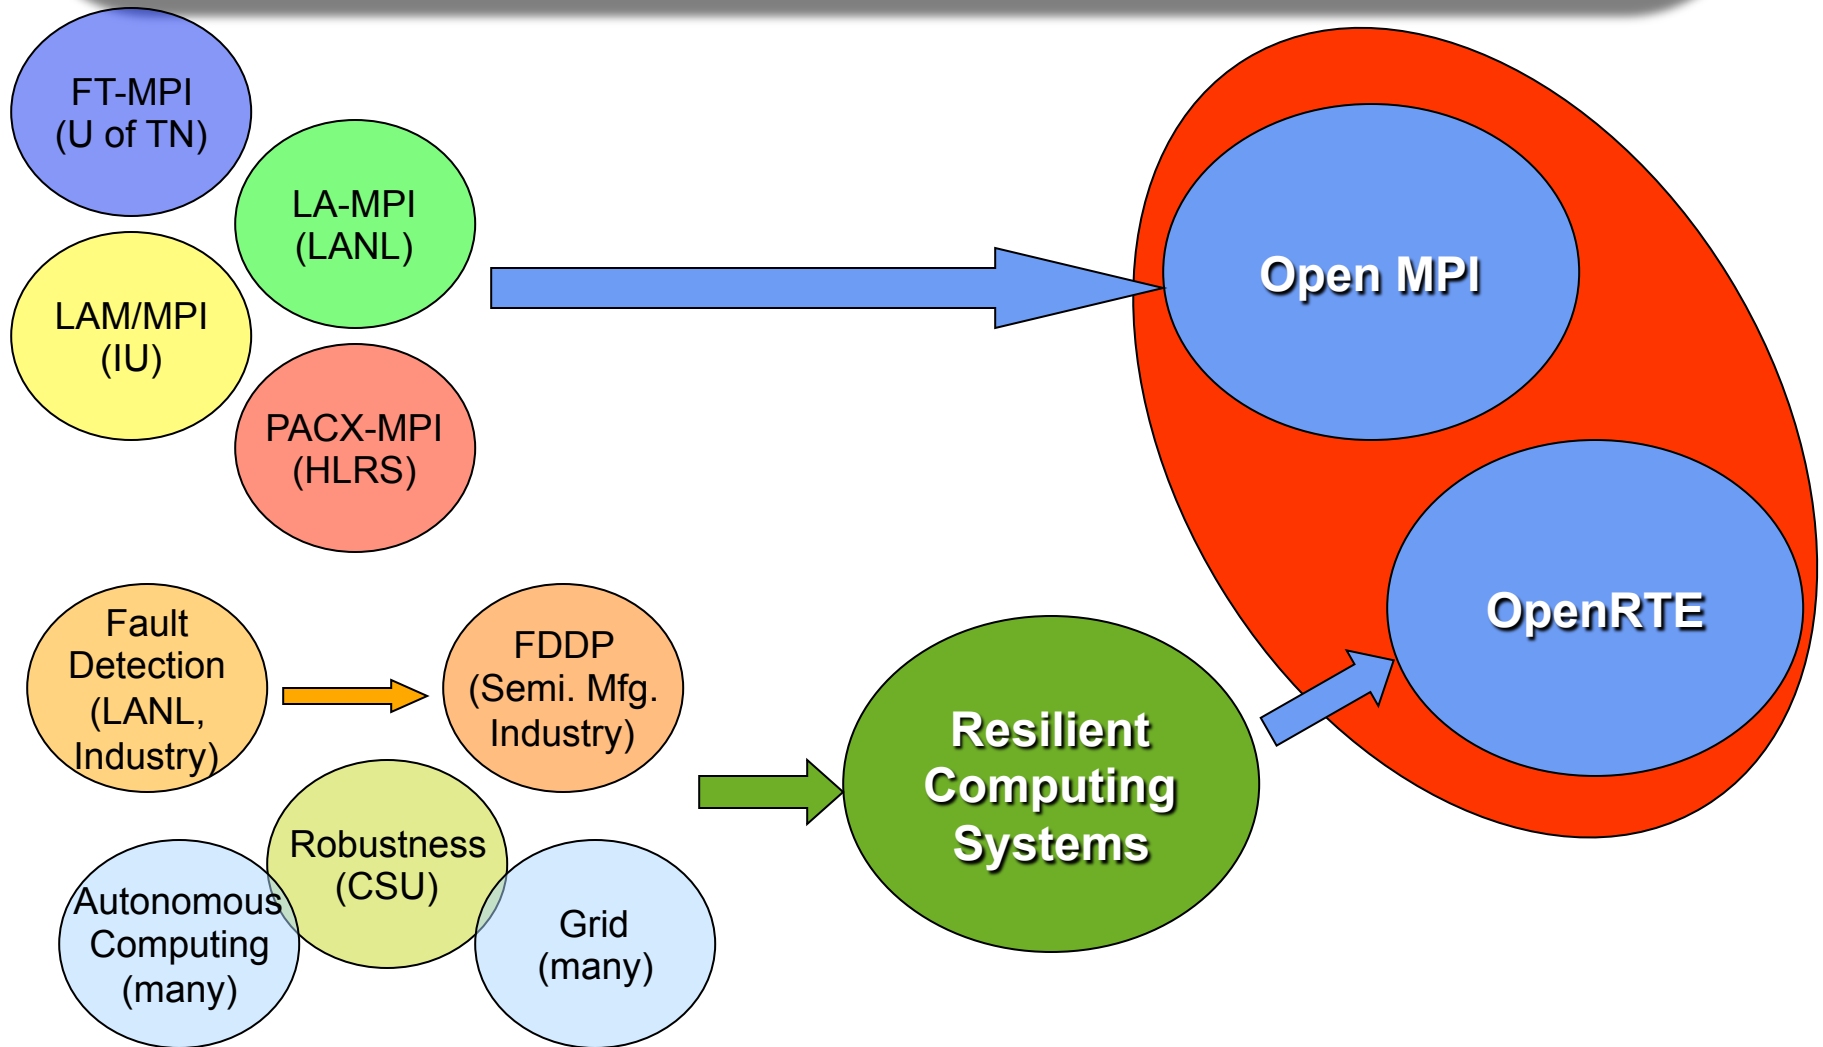 FT-MPI
(U of TN)
LA-MPI
(LANL)
LAM/MPI
(IU)
PACX-MPI
(HLRS)
Open MPI
OpenRTE
Fault
Detection
(LANL,
Industry)
FDDP
(Semi. Mfg.
Industry)
Robustness
(CSU)
Autonomous
Computing
(many)
Grid
(many)
Resilient
Computing
Systems